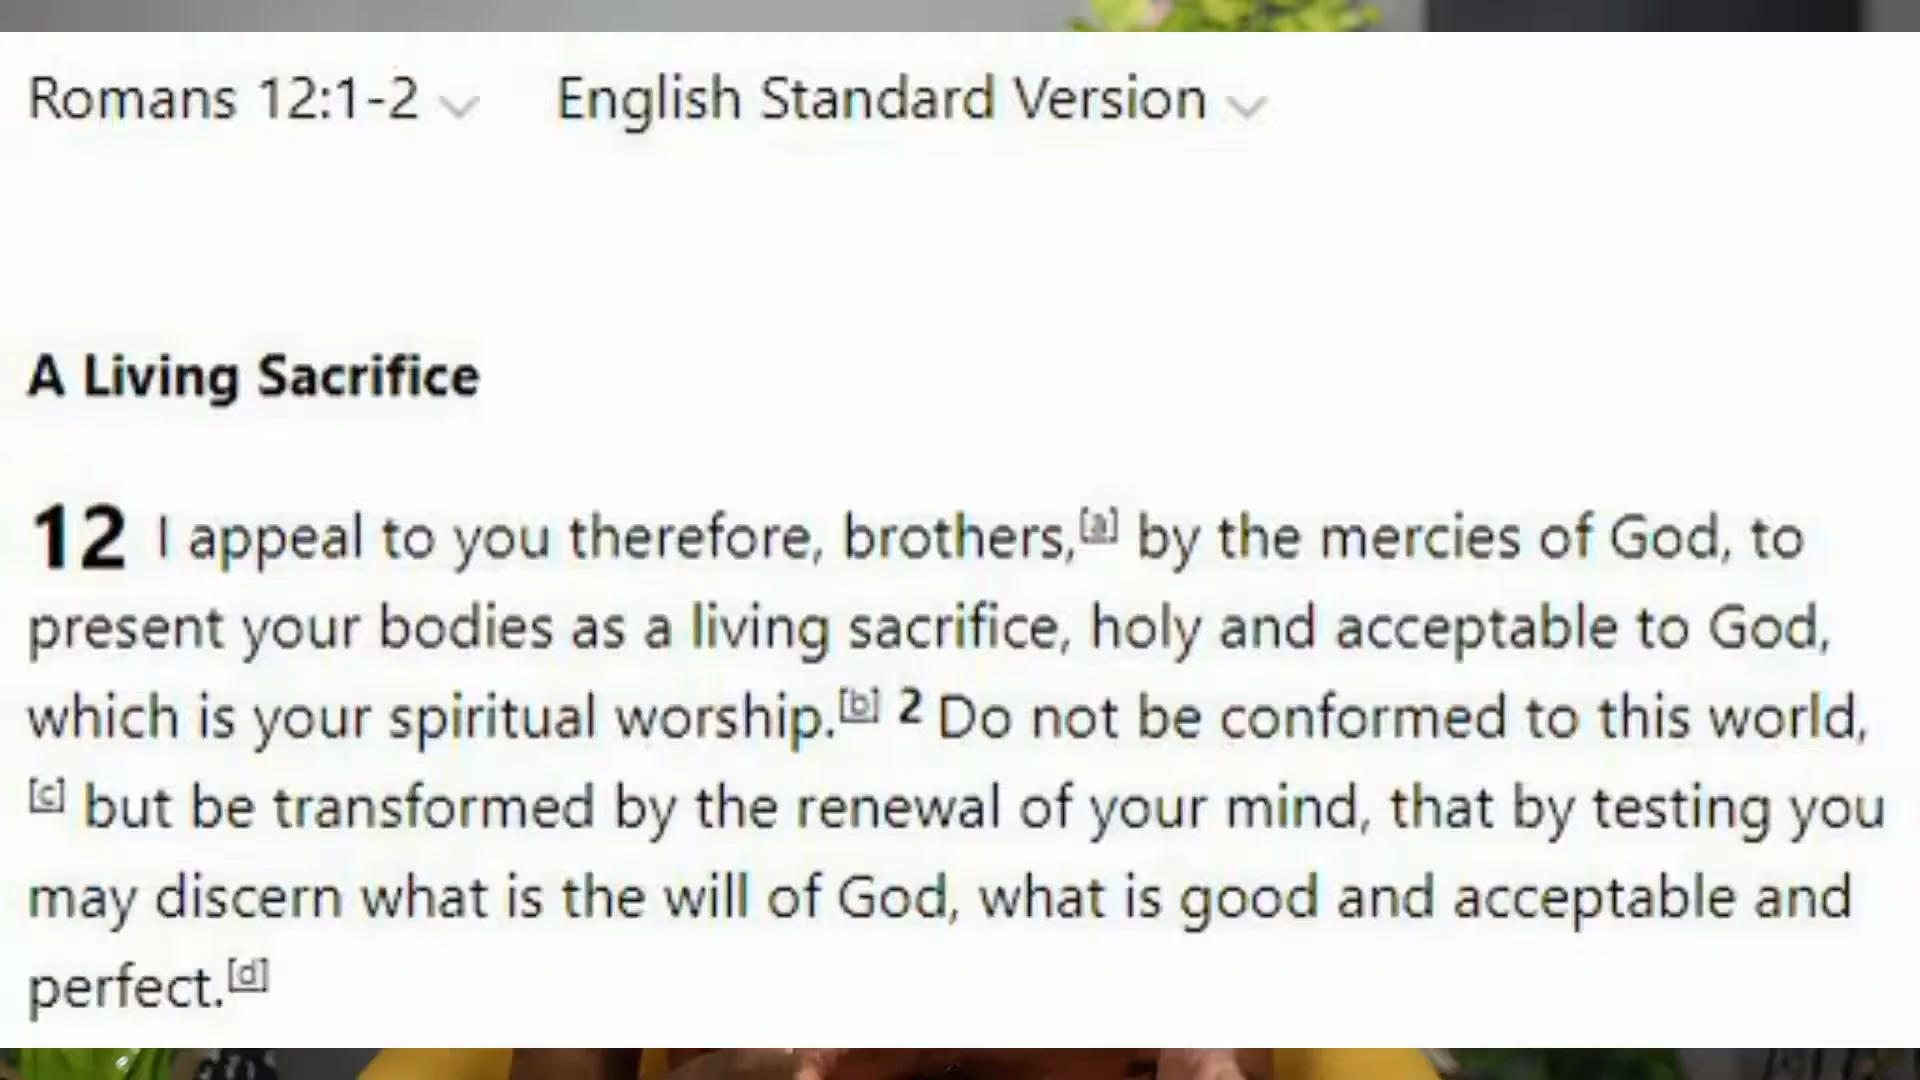 Romans 12:1-2 English Standard Version
A Living Sacrifice
12 I appeal to you therefore, brothers,[a] by the mercies of God, to
present your bodies as a living sacrifice, holy and acceptable to God,
which is your spiritual worship.[b] 2 Do not be conformed to this world,
[c] but be transformed by the renewal of your mind, that by testing you
may discern what is the will of God, what is good and acceptable and
perfect.[d]